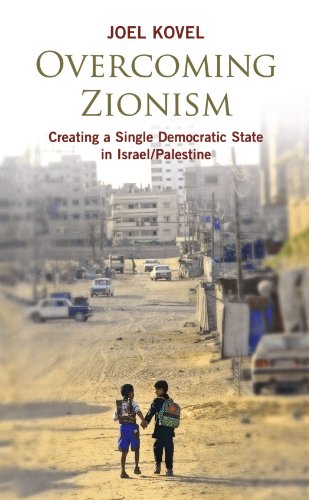 JOEL KOVEL
OVERCOMING
ZIONISM
Creating a Single Democratic State
in Israel/Palestine